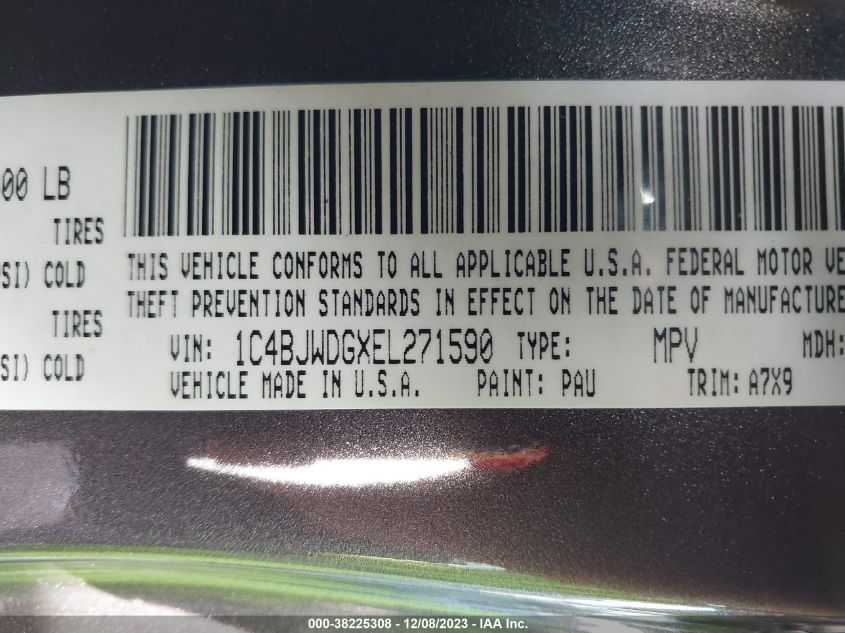 00 LB
TIRES
SI) COLD
TIRES
SI) COLD
THIS VEHICLE CONFORMS TO ALL APPLICABLE U.S.A. FEDERAL MOTOR VE
THEFT PREVENTION STANDARDS IN EFFECT ON THE DATE OF MANUFACTURE
VIN: 1C4BJWDGXEL271590 TYPE: MPV MDH:
VEHICLE MADE IN U.S.A. PAINT: PAU TRIM: A7X9
000-38225308 - 12/08/2023 - IAA Inc.